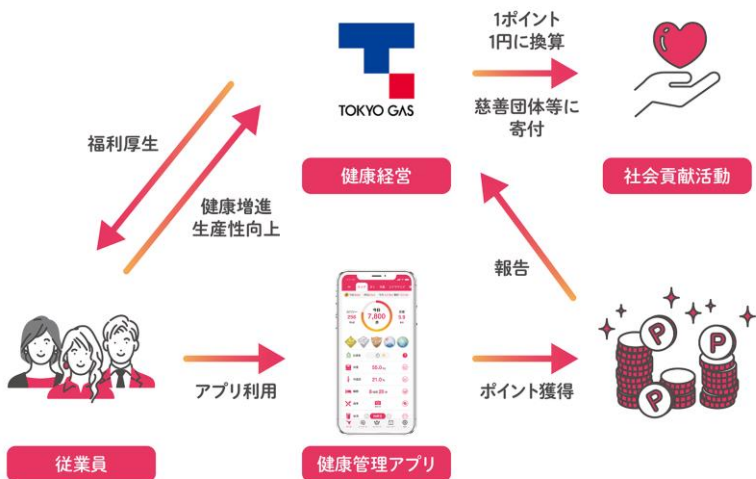 1ポイント
1円に換算
TOKYO GAS
慈善団体等に
寄付
福利厚生
健康経営
社会貢献活動
健康増進
生産性向上
報告
7,800
アプリ利用
ポイント獲得
P
P
P
従業員
健康管理アプリ